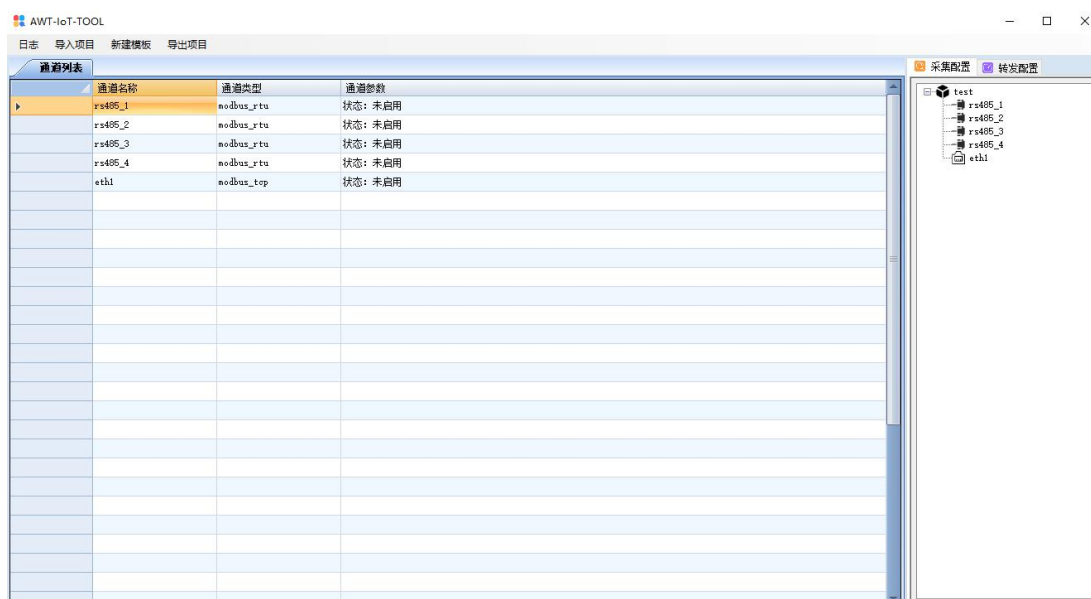 AWT-IoT-TOOL
日志 导入项目 新建模板 导出项目
通道列表
通道名称 通道类型 通道参数
rs485_1 modbus_rtu 状态：未启用
rs485_2 modbus_rtu 状态：未启用
rs485_3 modbus_rtu 状态：未启用
rs485_4 modbus_rtu 状态：未启用
eth1 modbus_tcp 状态：未启用
采集配置 转发配置
test
rs485_1
rs485_2
rs485_3
rs485_4
eth1